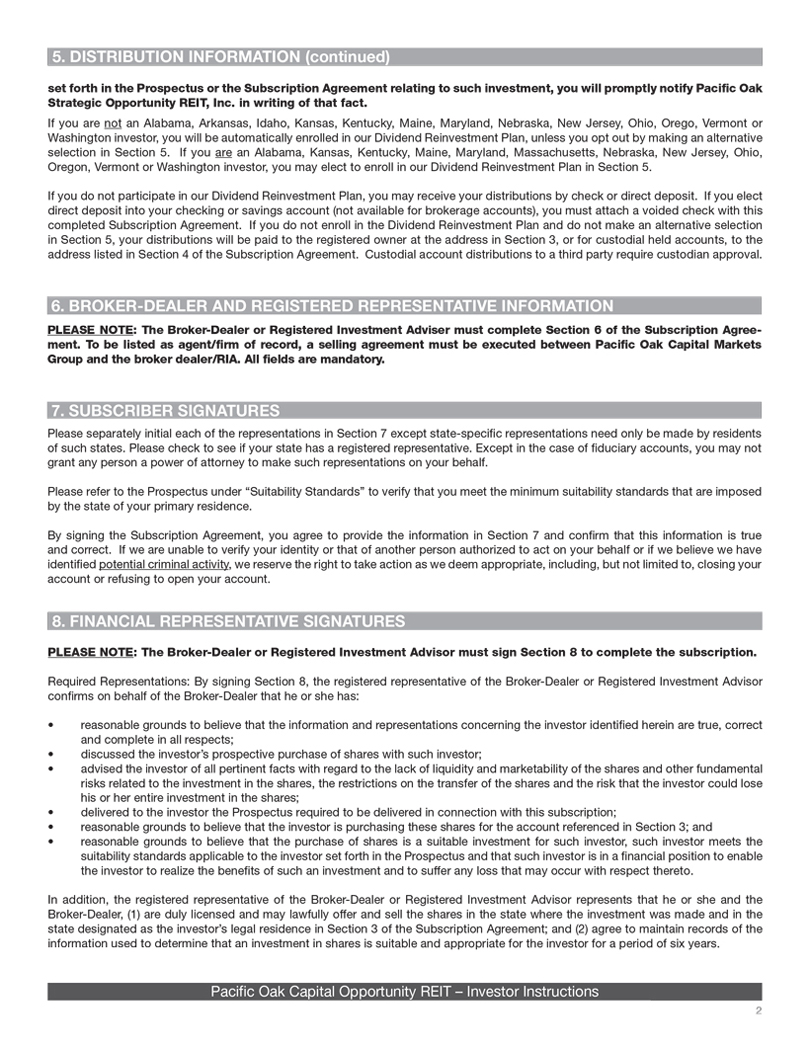 5. DISTRIBUTION INFORMATION (continued)
set forth in the Prospectus or the Subscription Agreement relating to such investment, you will promptly notify Pacific Oak
Strategic Opportunity REIT, Inc. in writing of that fact.
If you are not an Alabama, Arkansas, Idaho, Kansas, Kentucky, Maine, Maryland, Nebraska, New Jersey, Ohio, Orego, Vermont or
Washington investor, you will be automatically enrolled in our Dividend Reinvestment Plan, unless you opt out by making an alternative
selection in Section 5. If you are an Alabama, Kansas, Kentucky, Maine, Maryland, Massachusetts, Nebraska, New Jersey, Ohio,
Oregon, Vermont or Washington investor, you may elect to enroll in our Dividend Reinvestment Plan in Section 5.
If you do not participate in our Dividend Reinvestment Plan, you may receive your distributions by check or direct deposit. If you elect
direct deposit into your checking or savings account (not available for brokerage accounts), you must attach a voided check with this
completed Subscription Agreement. If you do not enroll in the Dividend Reinvestment Plan and do not make an alternative selection
in Section 5, your distributions will be paid to the registered owner at the address in Section 3, or for custodial held accounts, to the
address listed in Section 4 of the Subscription Agreement. Custodial account distributions to a third party require custodian approval.
6. BROKER-DEALER AND REGISTERED REPRESENTATIVE INFORMATION
PLEASE NOTE: The Broker-Dealer or Registered Investment Adviser must complete Section 6 of the Subscription Agree-
ment. To be listed as agent/firm of record, a selling agreement must be executed between Pacific Oak Capital Markets
Group and the broker dealer/RIA. All fields are mandatory.
7. SUBSCRIBER SIGNATURES
Please separately initial each of the representations in Section 7 except state-specific representations need only be made by residents
of such states. Please check to see if your state has a registered representative. Except in the case of fiduciary accounts, you may not
grant any person a power of attorney to make such representations on your behalf.
Please refer to the Prospectus under “Suitability Standards” to verify that you meet the minimum suitability standards that are imposed
by the state of your primary residence.
By signing the Subscription Agreement, you agree to provide the information in Section 7 and confirm that this information is true
and correct. If we are unable to verify your identity or that of another person authorized to act on your behalf or if we believe we have
identified potential criminal activity, we reserve the right to take action as we deem appropriate, including, but not limited to, closing your
account or refusing to open your account.
8. FINANCIAL REPRESENTATIVE SIGNATURES
PLEASE NOTE: The Broker-Dealer or Registered Investment Advisor must sign Section 8 to complete the subscription.
Required Representations: By signing Section 8, the registered representative of the Broker-Dealer or Registered Investment Advisor
confirms on behalf of the Broker-Dealer that he or she has:
• reasonable grounds to believe that the information and representations concerning the investor identified herein are true, correct
and complete in all respects;
• discussed the investor’s prospective purchase of shares with such investor;
• advised the investor of all pertinent facts with regard to the lack of liquidity and marketability of the shares and other fundamental
risks related to the investment in the shares, the restrictions on the transfer of the shares and the risk that the investor could lose
his or her entire investment in the shares;
• delivered to the investor the Prospectus required to be delivered in connection with this subscription;
• reasonable grounds to believe that the investor is purchasing these shares for the account referenced in Section 3; and
• reasonable grounds to believe that the purchase of shares is a suitable investment for such investor, such investor meets the
suitability standards applicable to the investor set forth in the Prospectus and that such investor is in a financial position to enable
the investor to realize the benefits of such an investment and to suffer any loss that may occur with respect thereto.
In addition, the registered representative of the Broker-Dealer or Registered Investment Advisor represents that he or she and the
Broker-Dealer, (1) are duly licensed and may lawfully offer and sell the shares in the state where the investment was made and in the
state designated as the investor’s legal residence in Section 3 of the Subscription Agreement; and (2) agree to maintain records of the
information used to determine that an investment in shares is suitable and appropriate for the investor for a period of six years.
Pacific Oak Capital Opportunity REIT – Investor Instructions
2